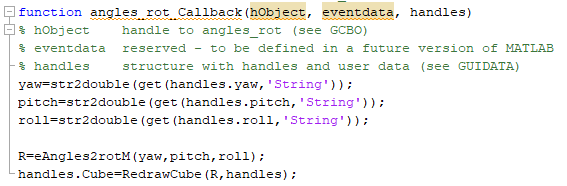 function angles_rot_Callback(hObject, eventdata, handles)
% hObject    handle to angles_rot (see GCBO)
% eventdata  reserved - to be defined in a future version of MATLAB
% handles    structure with handles and user data (see GUIDATA)
yaw=str2double(get(handles.yaw,'String'));
pitch=str2double(get(handles.pitch,'String'));
roll=str2double(get(handles.roll,'String'));
R=eAngles2rotM(yaw,pitch,roll);
handles.Cube=RedrawCube(R,handles);